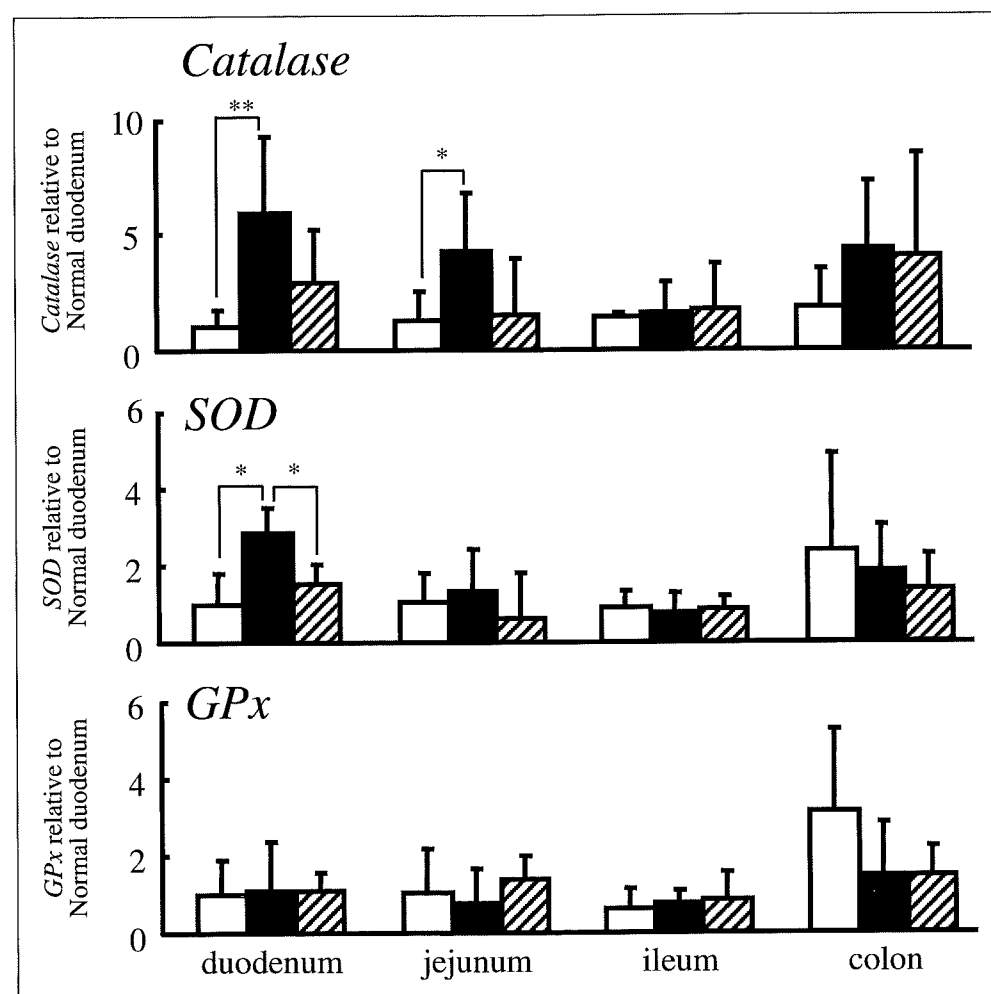 Catalase
Catalase relative to
Normal duodenum
10
**
*
5
0
SOD
SOD relative to
Normal duodenum
6
*
*
4
2
0
GPx
GPx relative to
Normal duodenum
6
4
2
0
duodenum jejunum ileum colon